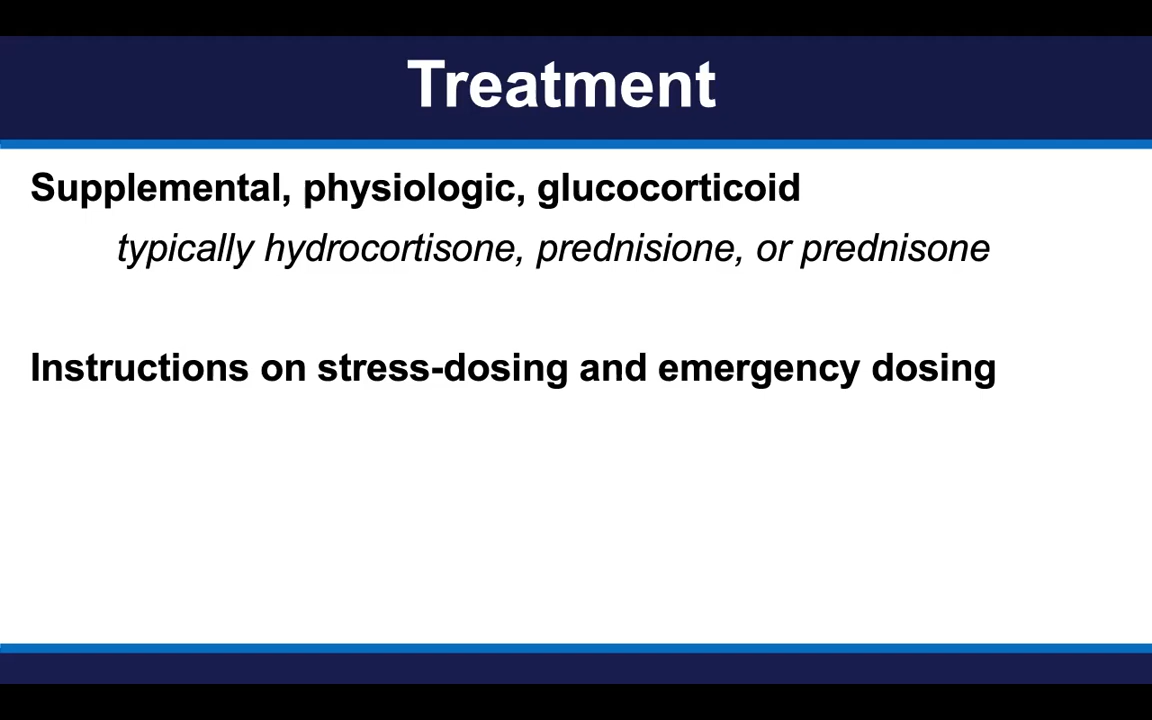 Treatment
Supplemental, physiologic, glucocorticoid
typically hydrocortisone, prednisione, or prednisone
Instructions on stress-dosing and emergency dosing